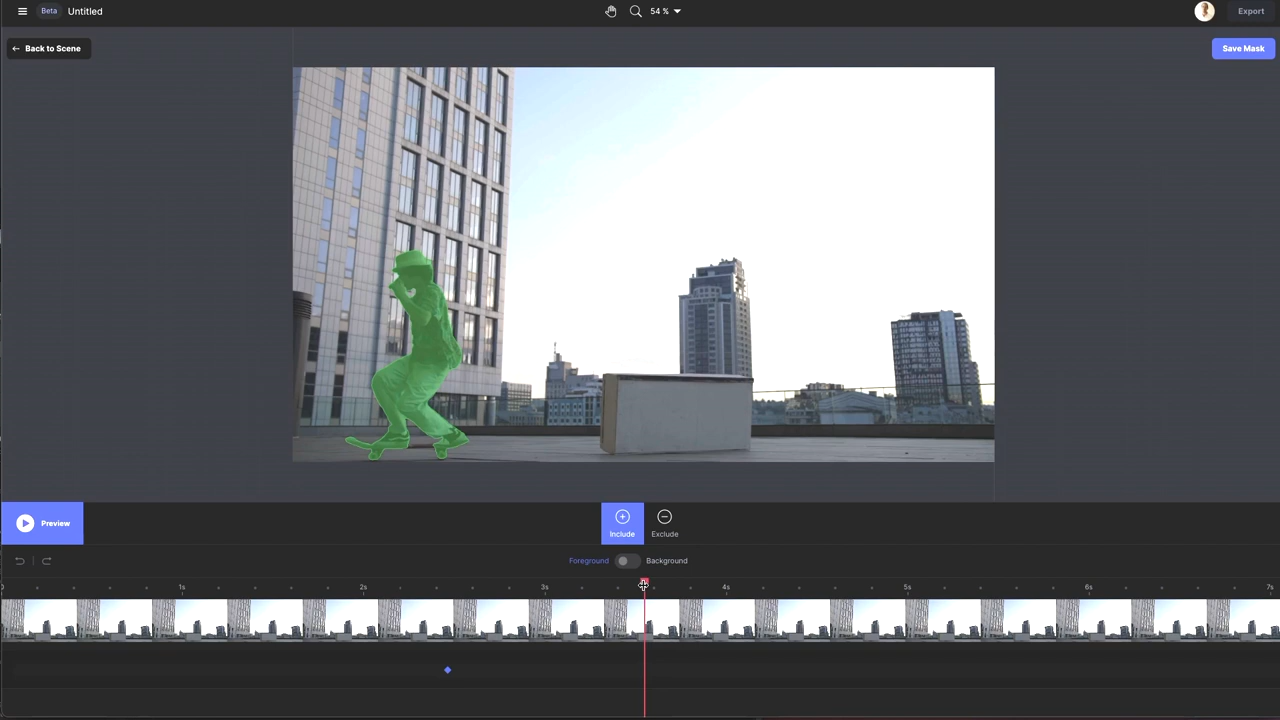 Beta Untitled 54 % Export
← Back to Scene Save Mask
Preview Include Exclude
Foreground Background
0 1s 2s 3s 4s 5s 6s 7s